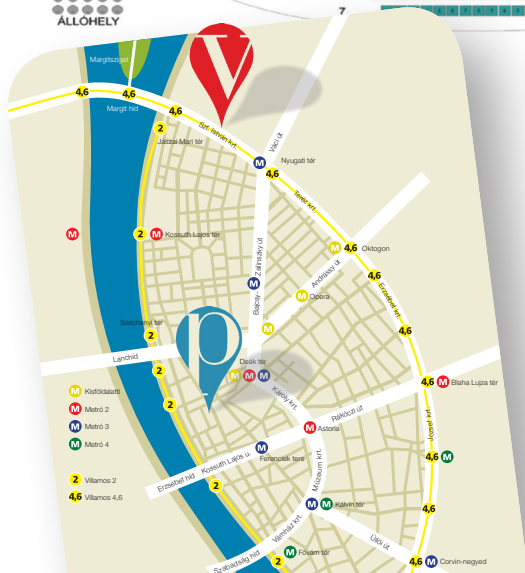 ÁLLÓHELY
7
Margitsziget
4,6
4,6
4,6
Margit híd
V
Szt. István krt.
2
Jászai Mari tér
Váci út
M
Nyugati tér
4,6
Teréz krt.
M
2
M
Kossuth Lajos tér
M
4,6
Oktogon
Bajcsy - Zsilinszky út
Andrássy út
4,6
M
M
Opera
Erzsébet krt.
Széchenyi tér
2
p
M
4,6
Lánchíd
2
Deák tér
M
M
M
Kisföldalatti
M
Metró 2
M
Metró 3
M
Metró 4
2
Villamos 2
4,6
Villamos 4,6
2
Károly krt.
Rákóczi út
4,6
M
Blaha Lujza tér
M
Astoria
József krt.
M
Ferenciek tere
4,6
M
Kossuth Lajos u.
Erzsébet híd
2
Múzeum krt.
M
M
Kálvin tér
4,6
Vámház krt.
Üllői út
Szabadság híd
2
M
Fővám tér
4,6
M
Corvin-negyed